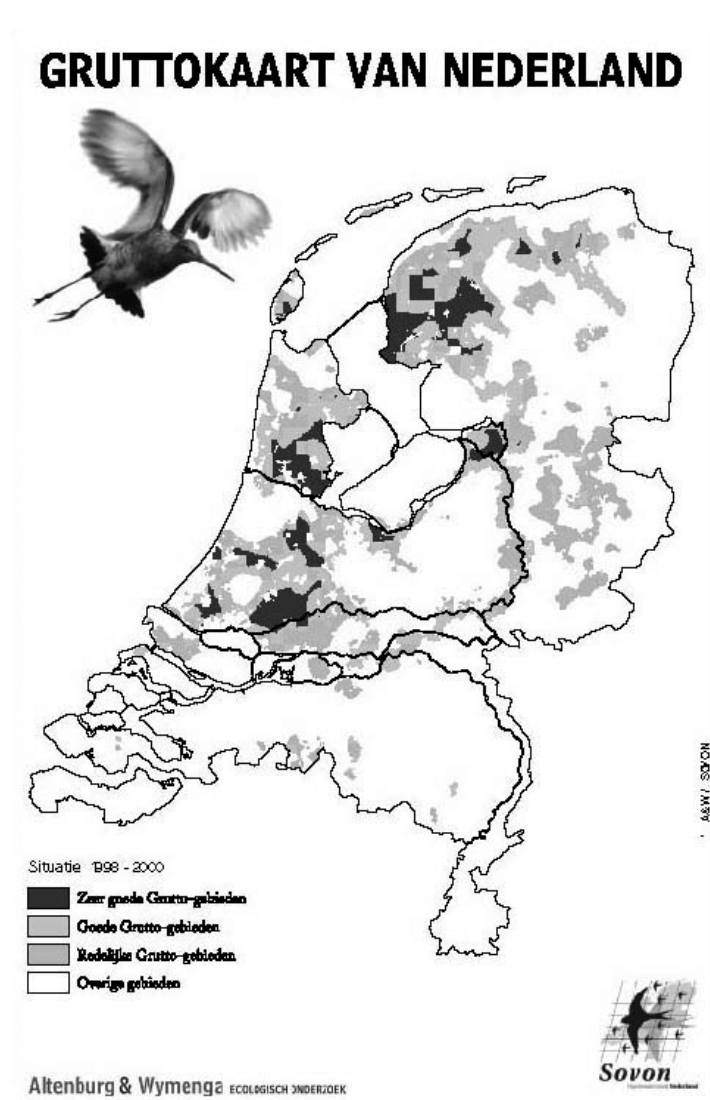 GRUTTOKAART VAN NEDERLAND
A&W / SOVON
Situatie 1998 - 2000
Zeer goede Grutto-gebieden
Goede Grutto-gebieden
Redelijke Grutto-gebieden
Overige gebieden
Sovon
Altenburg & Wymenga ECOLOGISCH ONDERZOEK